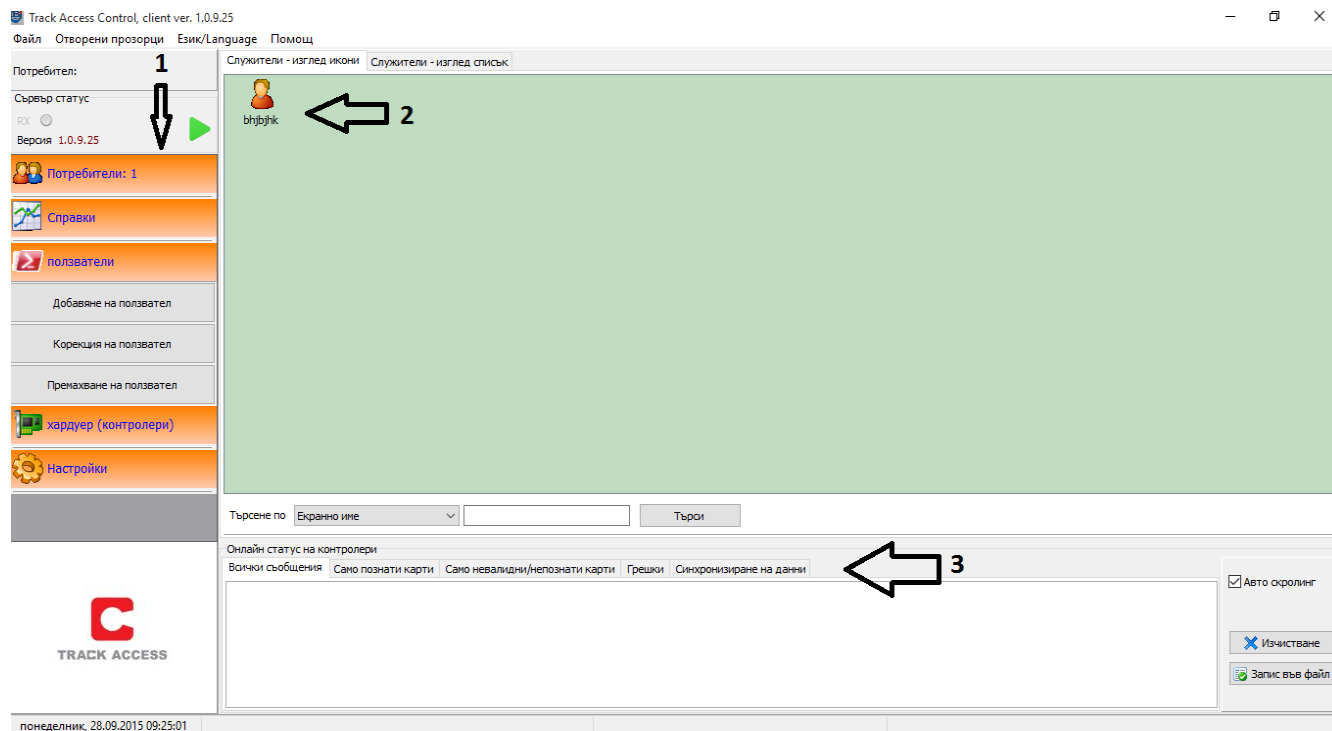 Track Access Control, client ver. 1.0.9.25
Файл Отворени прозорци Език/Language Помощ
Потребител:
1
Сървър статус
RX
Версия 1.0.9.25
Потребители: 1
Справки
ползватели
Добавяне на ползвател
Корекция на ползвател
Премахване на ползвател
хардуер (контролери)
Настройки
TRACK ACCESS
Служители - изглед икони Служители - изглед списък
bhjbjhk
2
Търсене по Екранно име Търси
Онлайн статус на контролери
3
Всички съобщения Само познати карти Само невалидни/непознати карти Грешки Синхронизиране на данни
Авто скролинг
Изчистване
Запис във файл
понеделник, 28.09.2015 09:25:01